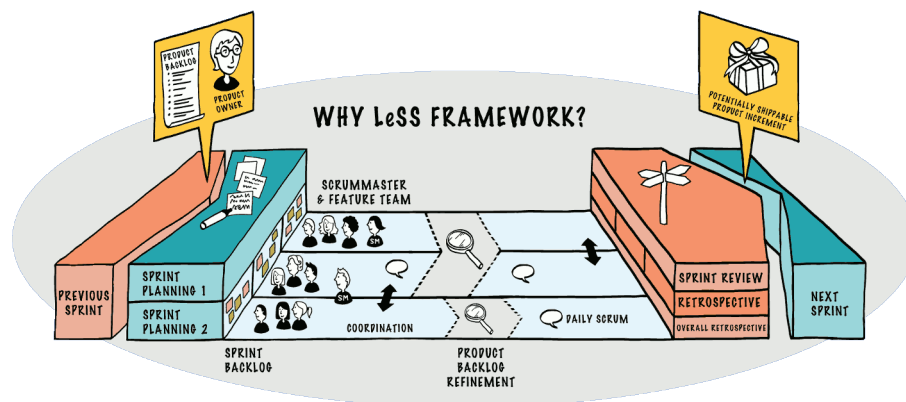 PRODUCT
BACKLOG
PRODUCT
OWNER
POTENTIALLY SHIPPABLE
PRODUCT INCREMENT
WHY LeSS FRAMEWORK?
SCRUMMASTER
& FEATURE TEAM
SM
SM
PREVIOUS
SPRINT
SPRINT
PLANNING 1
SPRINT
PLANNING 2
COORDINATION
DAILY SCRUM
SPRINT REVIEW
RETROSPECTIVE
OVERALL RETROSPECTIVE
NEXT
SPRINT
SPRINT
BACKLOG
PRODUCT
BACKLOG
REFINEMENT